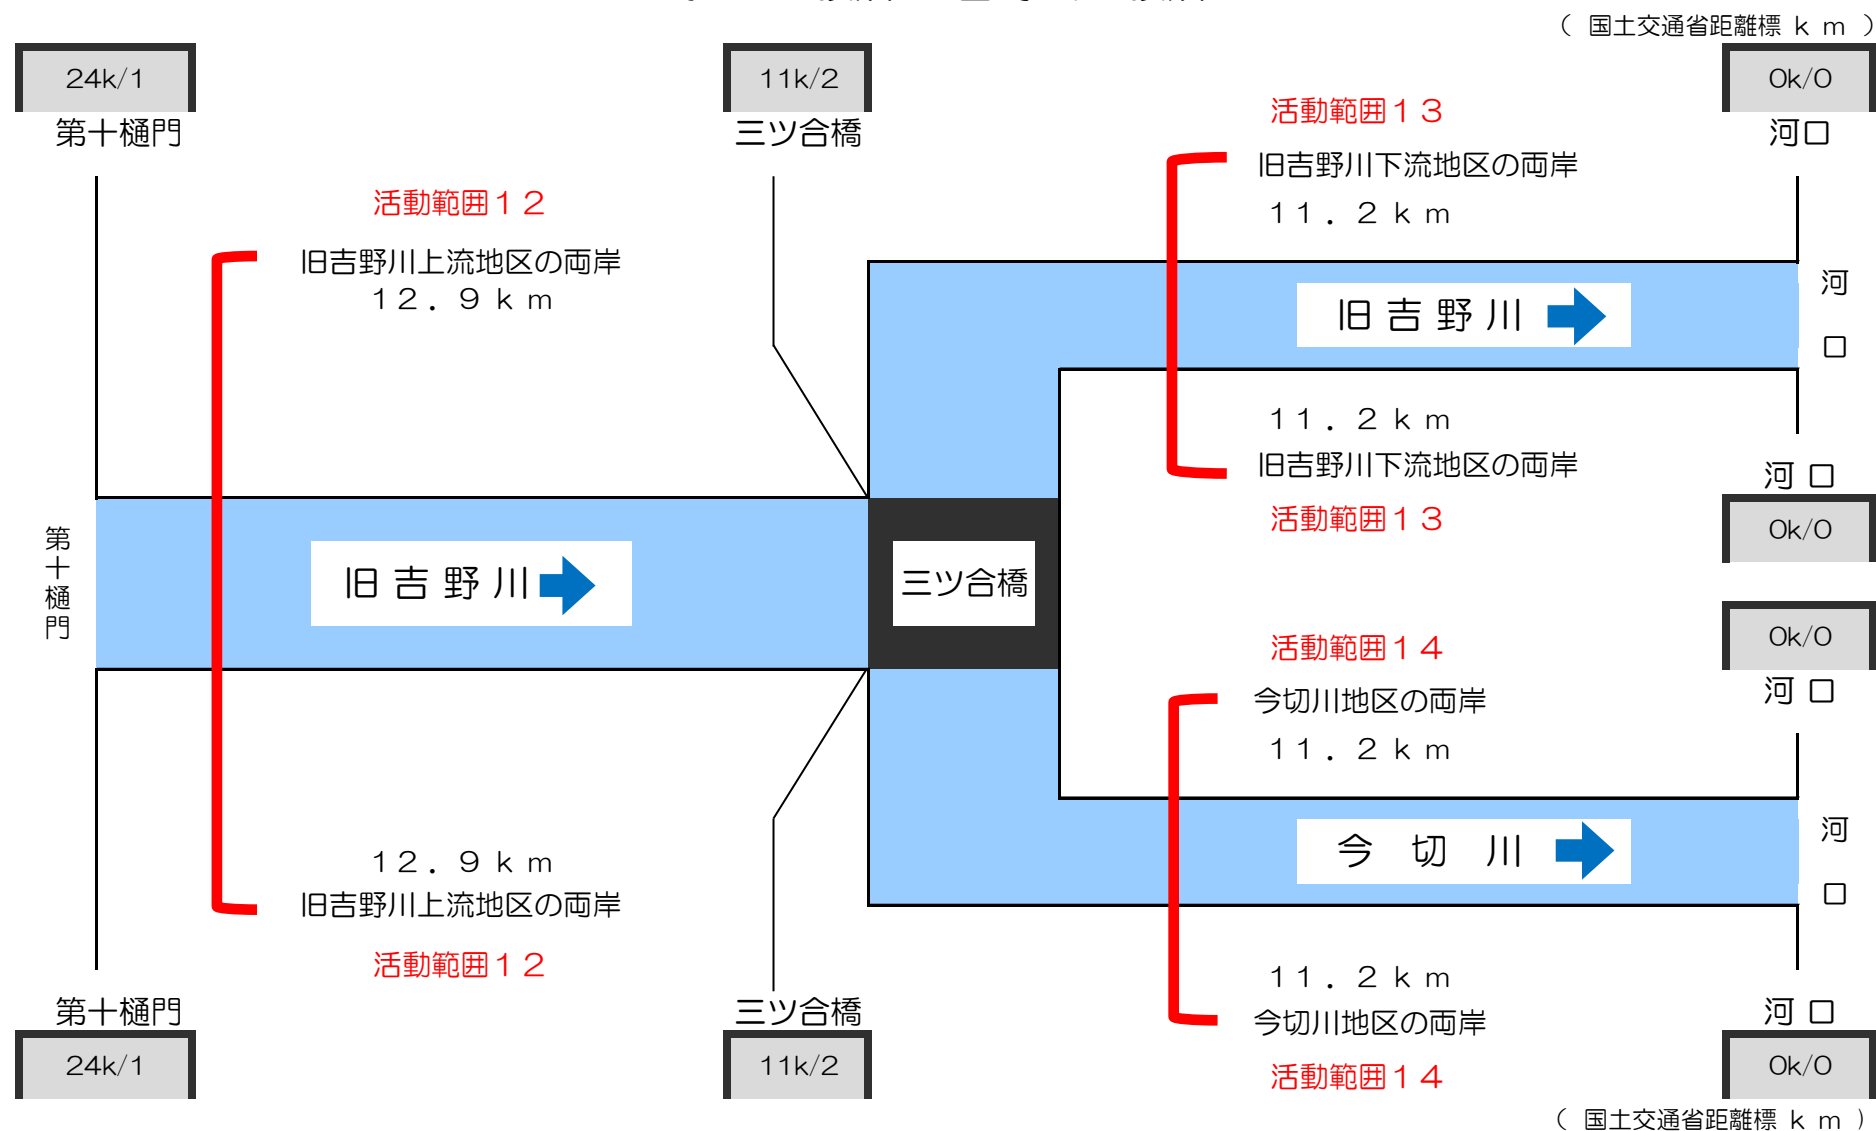 （ 国土交通省距離標 ｋ ｍ ）
24k/1
11k/2
0k/0
第十樋門
三ツ合橋
河口
活動範囲１３
旧吉野川下流地区の両岸
１１．２ｋｍ
活動範囲１２
旧吉野川上流地区の両岸
１２．９ｋｍ
旧吉野川
河
口
１１．２ｋｍ
旧吉野川下流地区の両岸
活動範囲１３
河口
0k/0
第
十
樋
門
旧吉野川
三ツ合橋
0k/0
河口
活動範囲１４
今切川地区の両岸
１１．２ｋｍ
今切川
河
口
１２．９ｋｍ
旧吉野川上流地区の両岸
活動範囲１２
１１．２ｋｍ
今切川地区の両岸
活動範囲１４
第十樋門
三ツ合橋
河口
24k/1
11k/2
0k/0
（ 国土交通省距離標 ｋ ｍ ）